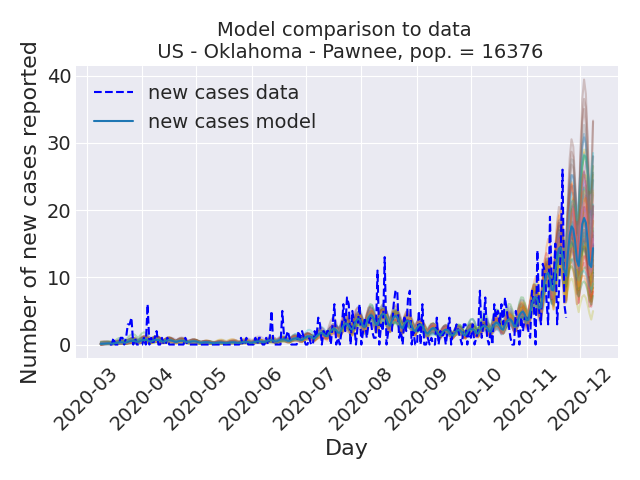 Model comparison to data
US - Oklahoma - Pawnee, pop. = 16376
new cases data
new cases model
Number of new cases reported
40
30
20
10
0
2020-03
2020-04
2020-05
2020-06
2020-07
2020-08
2020-09
2020-10
2020-11
2020-12
Day